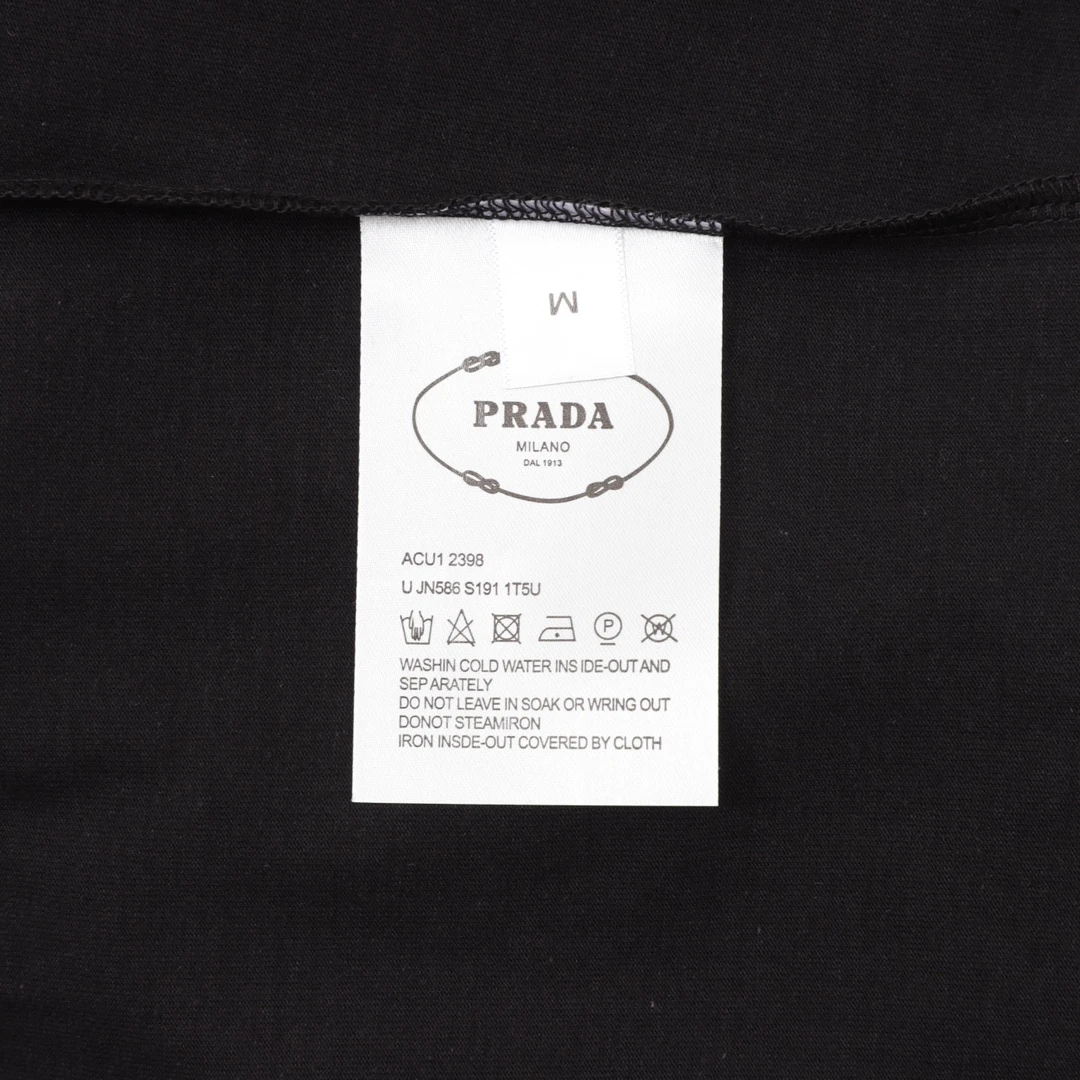 M
PRADA
MILANO
DAL 1913
ACU1 2398
U JN586 S191 1T5U
P
W
WASHIN COLD WATER INS IDE-OUT AND
SEP ARATELY
DO NOT LEAVE IN SOAK OR WRING OUT
DONOT STEAMIRON
IRON INSDE-OUT COVERED BY CLOTH